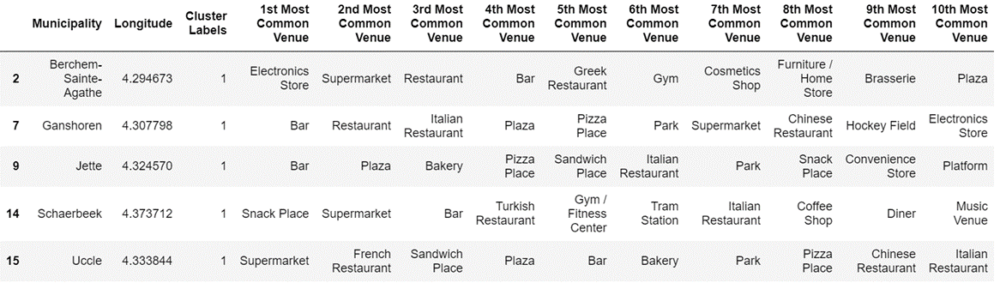 Municipality Longitude Cluster Labels 1st Most Common Venue 2nd Most Common Venue 3rd Most Common Venue 4th Most Common Venue 5th Most Common Venue 6th Most Common Venue 7th Most Common Venue 8th Most Common Venue 9th Most Common Venue 10th Most Common Venue
2 Berchem-Sainte-Agathe 4.294673 1 Electronics Store Supermarket Restaurant Bar Greek Restaurant Gym Cosmetics Shop Furniture / Home Store Brasserie Plaza
7 Ganshoren 4.307798 1 Bar Restaurant Italian Restaurant Plaza Pizza Place Park Supermarket Chinese Restaurant Hockey Field Electronics Store
9 Jette 4.324570 1 Bar Plaza Bakery Pizza Place Sandwich Place Italian Restaurant Park Snack Place Convenience Store Platform
14 Schaerbeek 4.373712 1 Snack Place Supermarket Bar Turkish Restaurant Gym / Fitness Center Tram Station Italian Restaurant Coffee Shop Diner Music Venue
15 Uccle 4.333844 1 Supermarket French Restaurant Sandwich Place Plaza Bar Bakery Park Pizza Place Chinese Restaurant Italian Restaurant